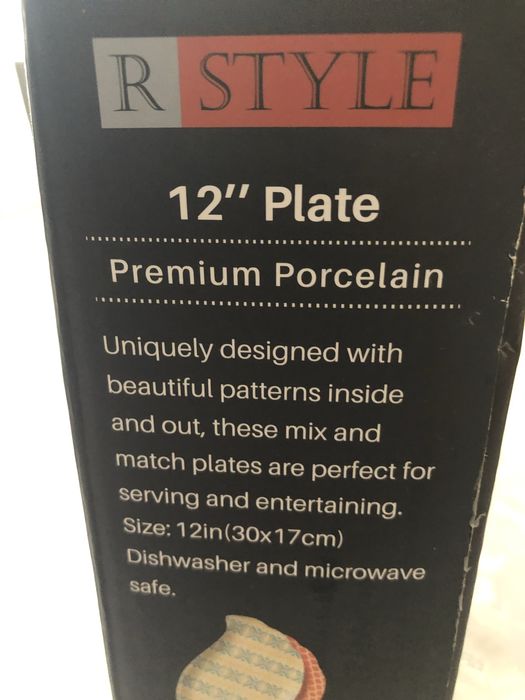 R STYLE
12″ Plate
Premium Porcelain
Uniquely designed with
beautiful patterns inside
and out, these mix and
match plates are perfect for
serving and entertaining.
Size: 12in(30x17cm)
Dishwasher and microwave
safe.